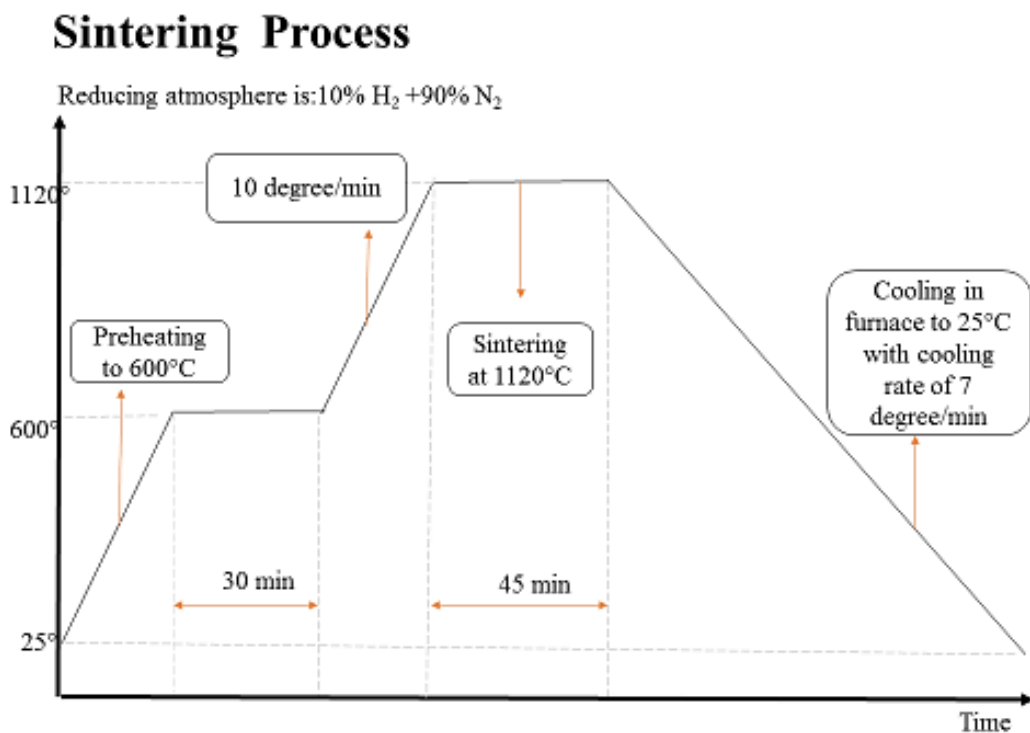 Sintering Process
Reducing atmosphere is:10% H₂ +90% N₂
1120°
10 degree/min
Preheating
to 600°C
Sintering
at 1120°C
Cooling in
furnace to 25°C
with cooling
rate of 7
degree/min
600°
30 min
45 min
25°
Time